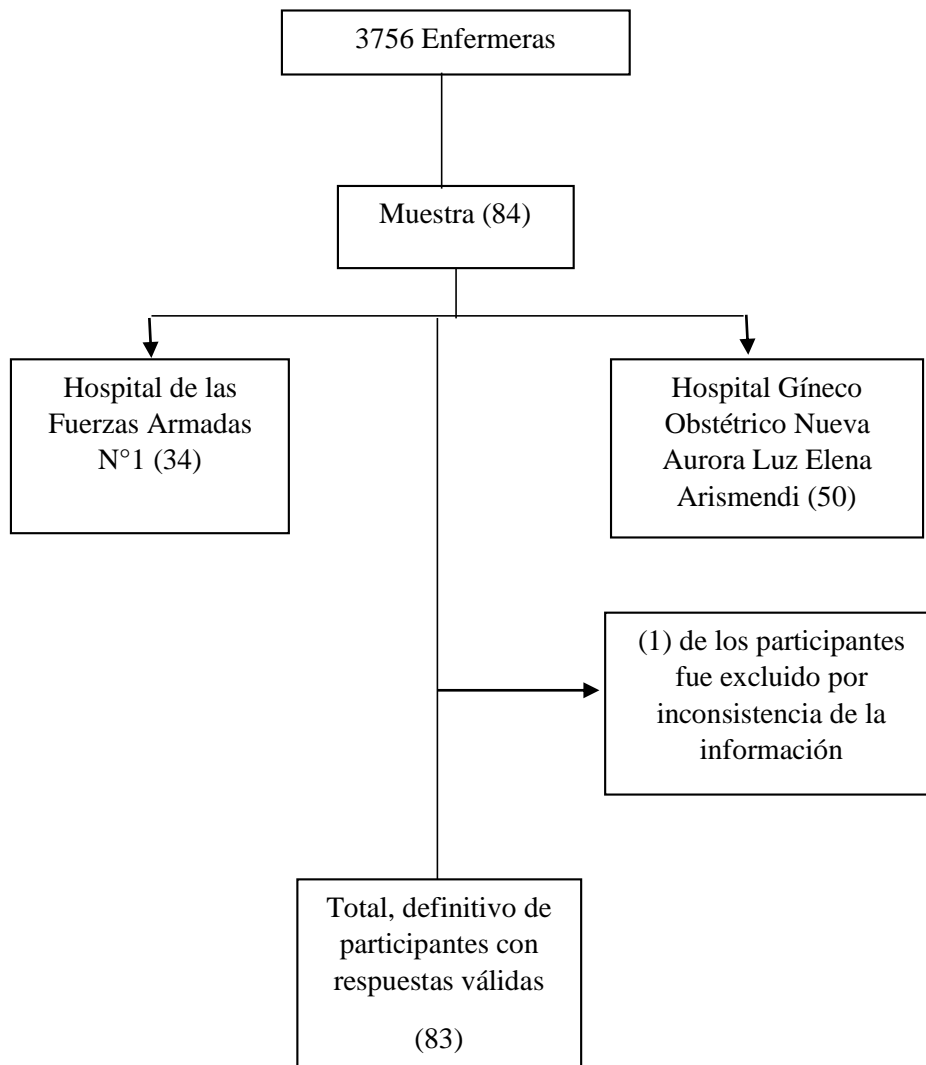 3756 Enfermeras
Muestra (84)
Hospital de las
Fuerzas Armadas
N°1 (34)
Hospital Gíneco
Obstétrico Nueva
Aurora Luz Elena
Arismendi (50)
(1) de los participantes
fue excluido por
inconsistencia de la
información
Total, definitivo de
participantes con
respuestas válidas
(83)